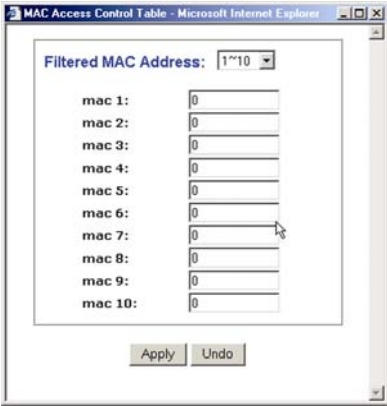 MAC Access Control Table - Microsoft Internet Explorer
Filtered MAC Address: 1~10
mac 1: 0
mac 2: 0
mac 3: 0
mac 4: 0
mac 5: 0
mac 6: 0
mac 7: 0
mac 8: 0
mac 9: 0
mac 10: 0
Apply Undo